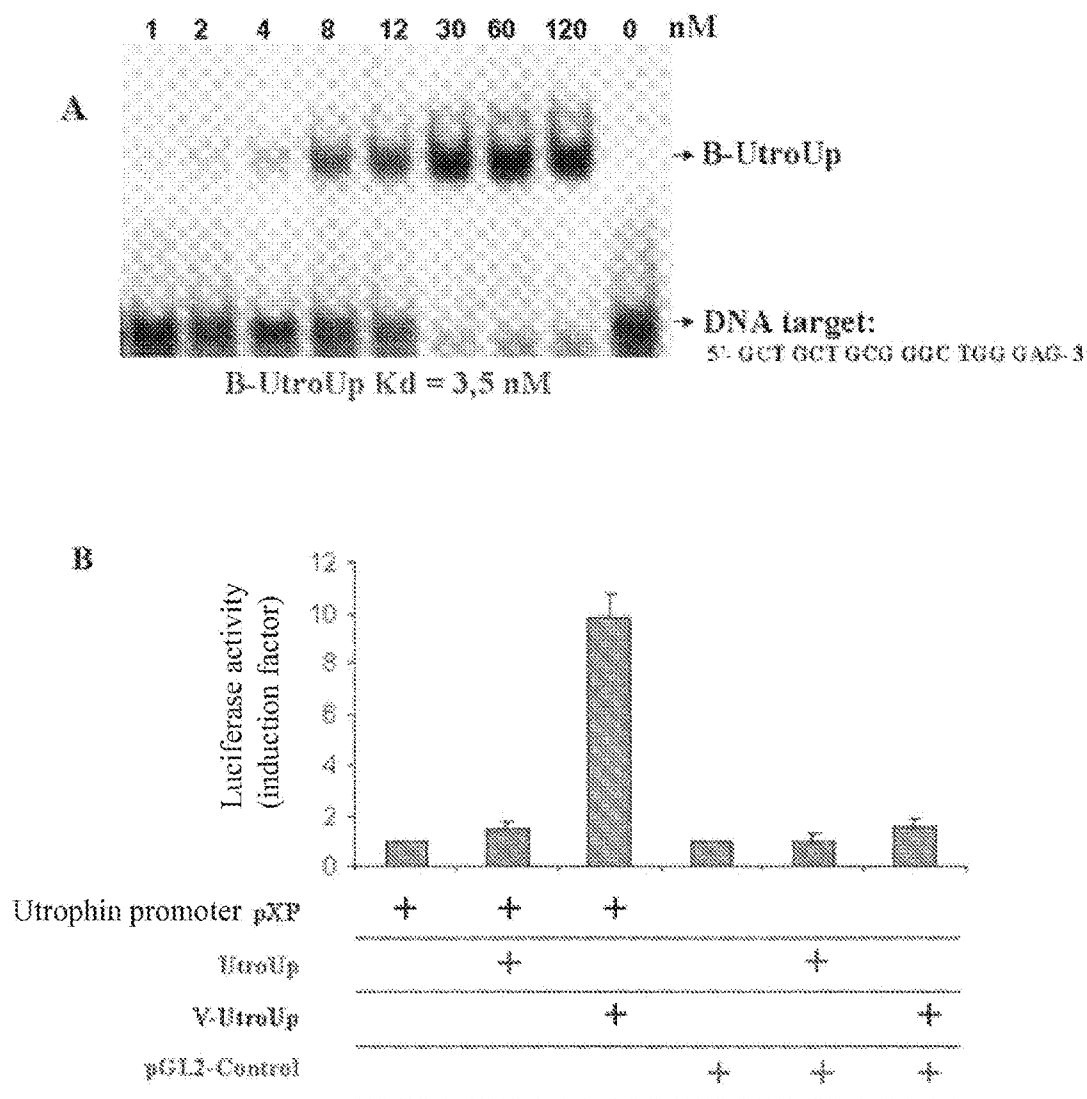 1 2 4 8 12 30 60 120 0 nM
A
B-UtroUp
DNA target:
5'- GCT GCT GCG GGC TGG GAG- 3
B-UtroUp Kd = 3,5 nM
B
Luciferase activity
(induction factor)
12
10
8
6
4
2
0
Utrophin promoter pXP + + +
UtroUp + +
V-UtroUp + +
pGL2-Control + + +